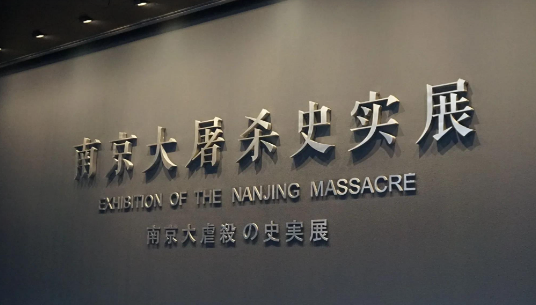 南京大屠杀史实展
EXHIBITION OF THE NANJING MASSACRE
南京大虐殺の史実展